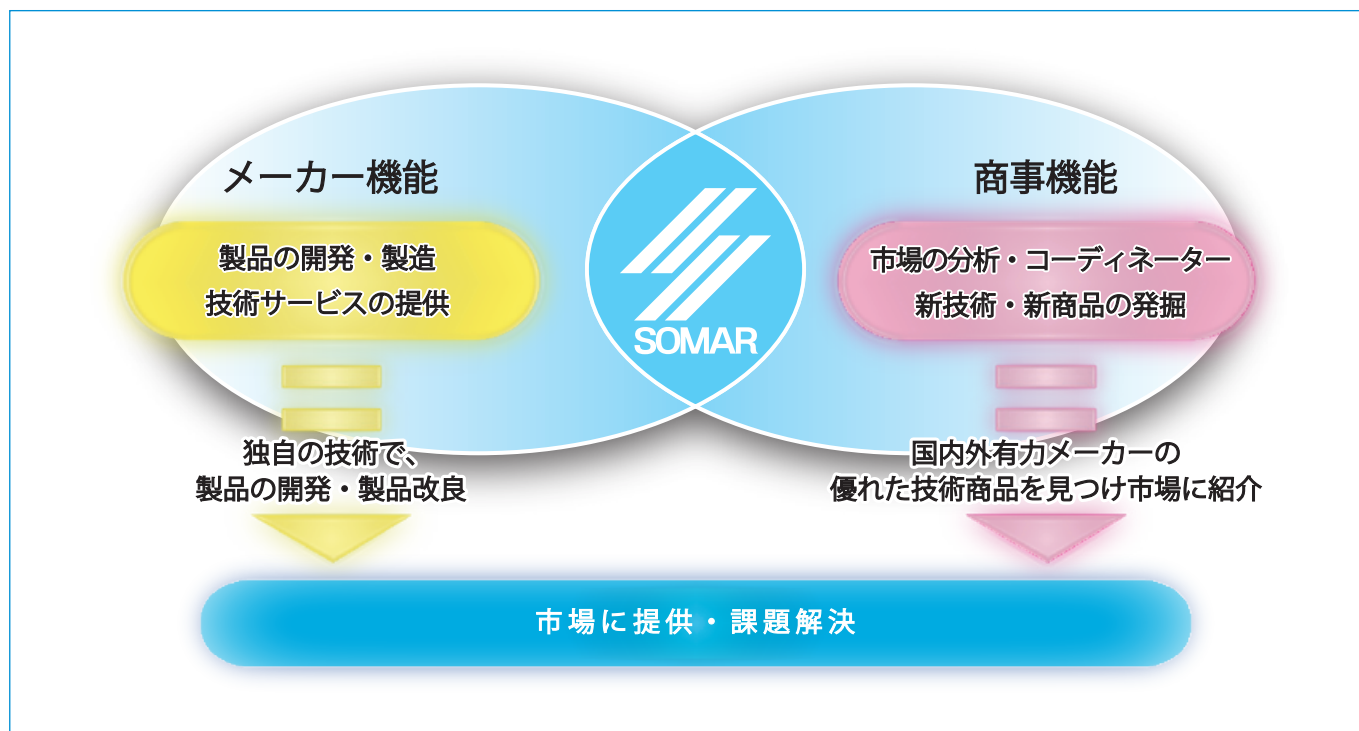 メーカー機能
製品の開発・製造
技術サービスの提供
独自の技術で、
製品の開発・製品改良
SOMAR
商事機能
市場の分析・コーディネーター
新技術・新商品の発掘
国内外有力メーカーの
優れた技術商品を見つけ市場に紹介
市場に提供・課題解決